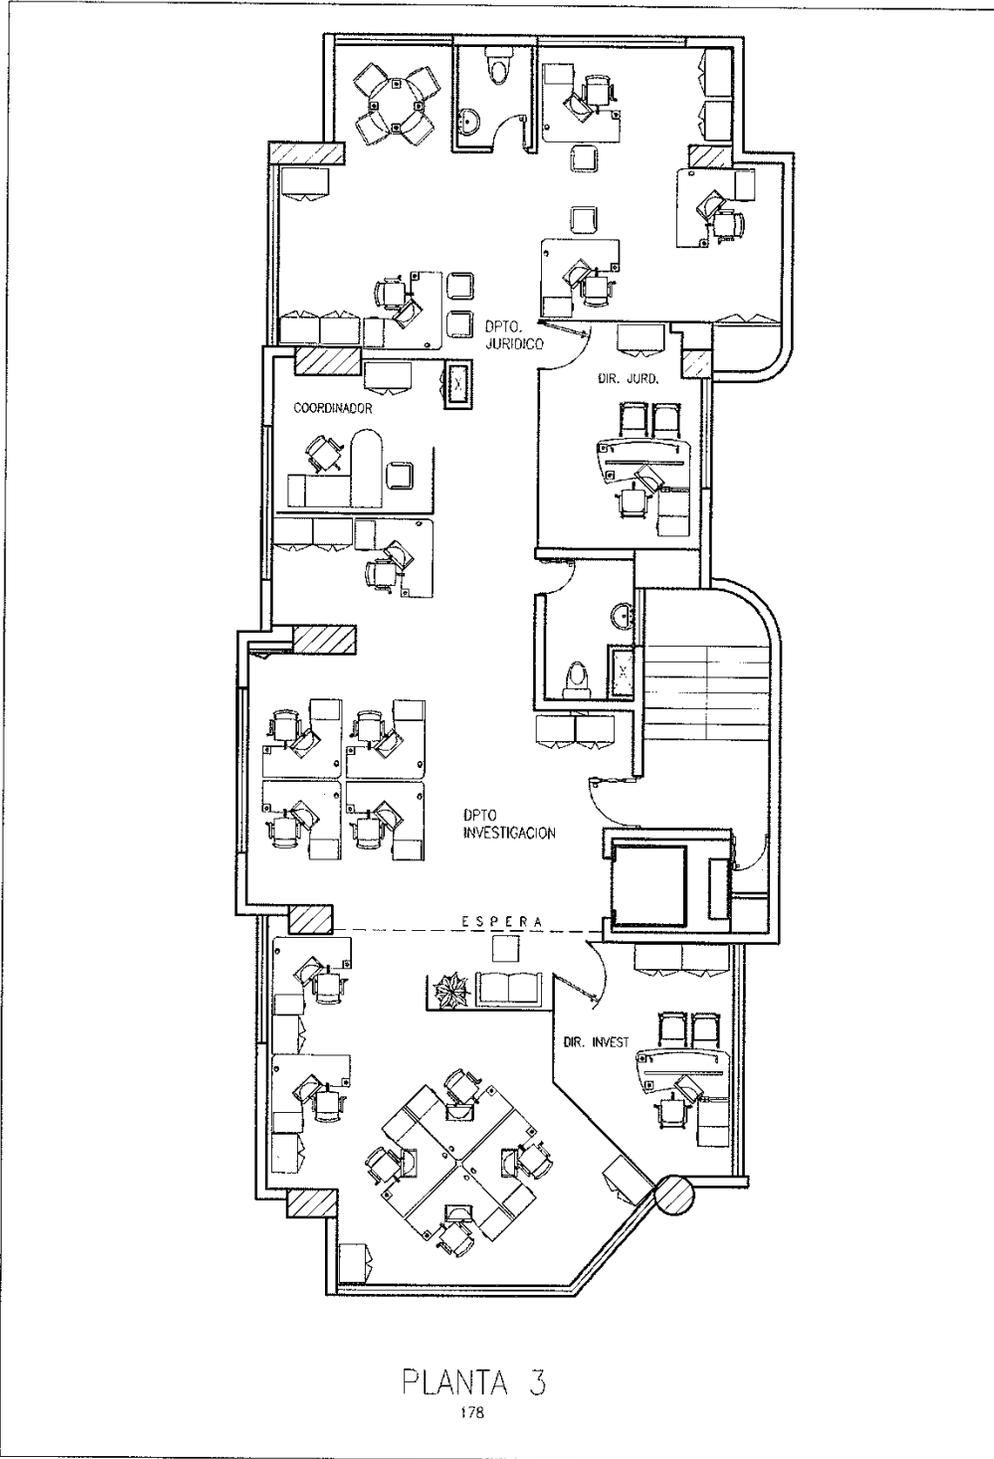 DPTO.
JURIDICO
DIR. JURD.
COORDINADOR
X
X
DPTO
INVESTIGACION
ESPERA
DIR. INVEST
PLANTA 3
178